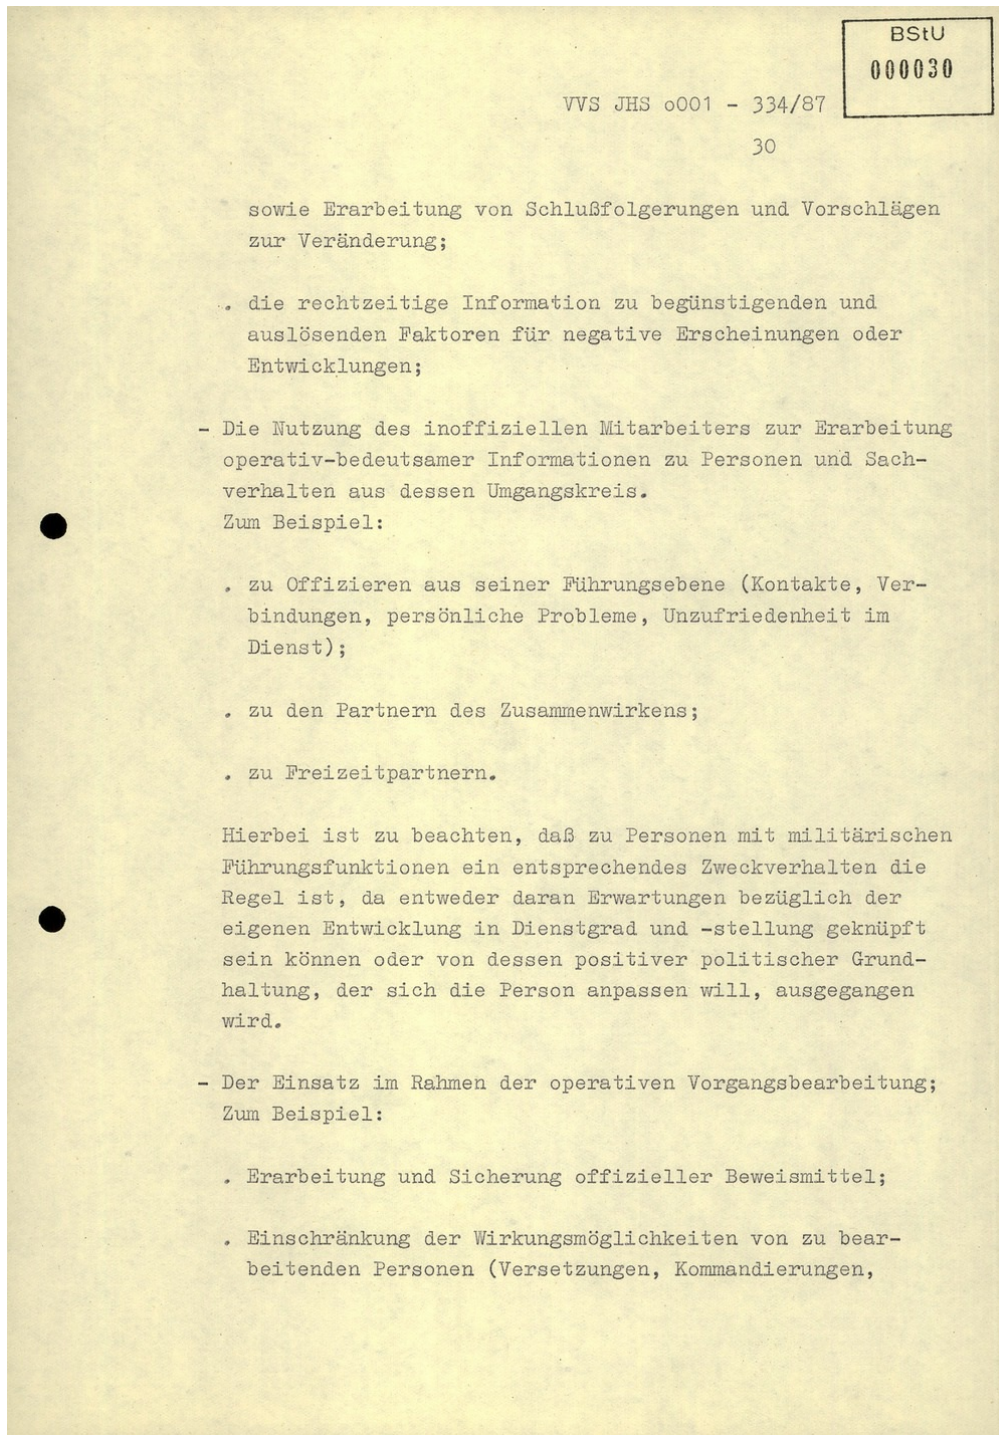 BStU
000030
VVS JHS o001 - 334/87
30
sowie Erarbeitung von Schlußfolgerungen und Vorschlägen
zur Veränderung;
. die rechtzeitige Information zu begünstigenden und
auslösenden Faktoren für negative Erscheinungen oder
Entwicklungen;
- Die Nutzung des inoffiziellen Mitarbeiters zur Erarbeitung
operativ-bedeutsamer Informationen zu Personen und Sach-
verhalten aus dessen Umgangskreis.
Zum Beispiel:
. zu Offizieren aus seiner Führungsebene (Kontakte, Ver-
bindungen, persönliche Probleme, Unzufriedenheit im
Dienst);
. zu den Partnern des Zusammenwirkens;
. zu Freizeitpartnern.
Hierbei ist zu beachten, daß zu Personen mit militärischen
Führungsfunktionen ein entsprechendes Zweckverhalten die
Regel ist, da entweder daran Erwartungen bezüglich der
eigenen Entwicklung in Dienstgrad und -stellung geknüpft
sein können oder von dessen positiver politischer Grund-
haltung, der sich die Person anpassen will, ausgegangen
wird.
- Der Einsatz im Rahmen der operativen Vorgangsbearbeitung;
Zum Beispiel:
. Erarbeitung und Sicherung offizieller Beweismittel;
. Einschränkung der Wirkungsmöglichkeiten von zu bear-
beitenden Personen (Versetzungen, Kommandierungen,